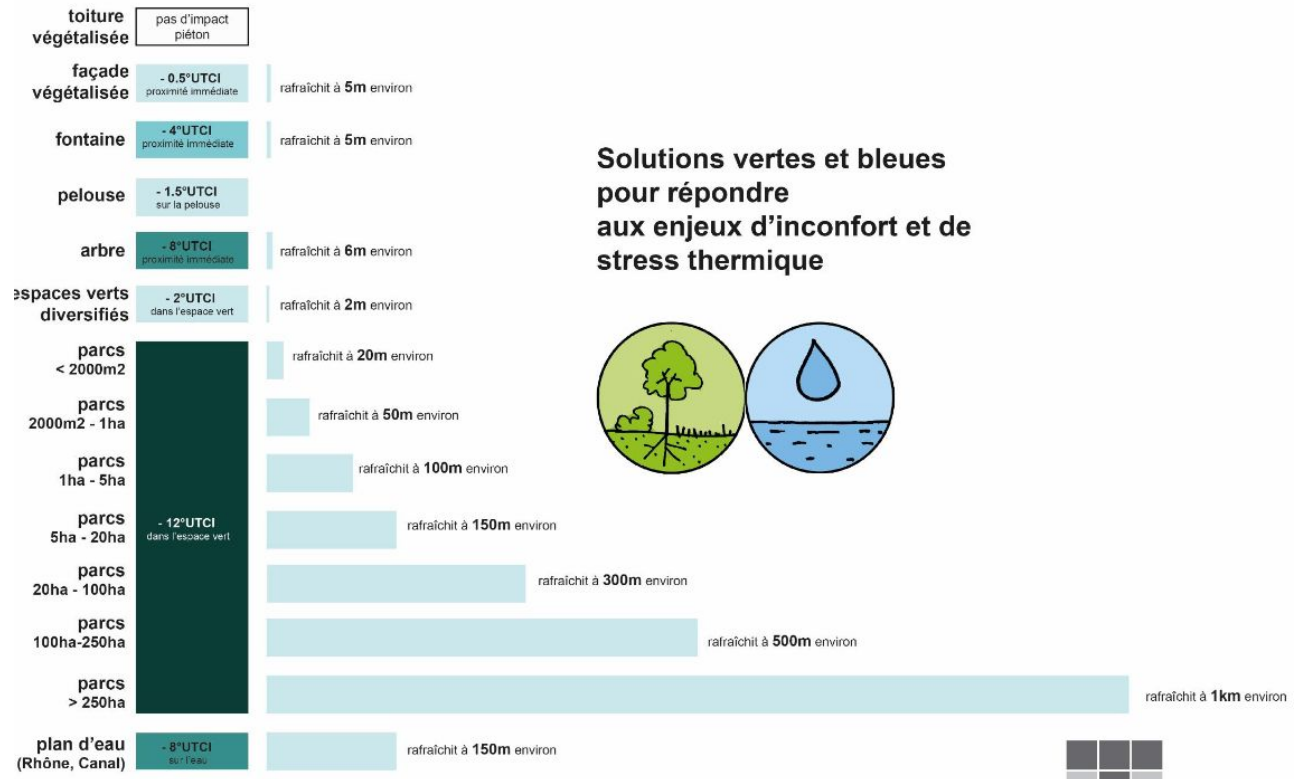 toiture
végétalisée
pas d'impact
piéton
façade
végétalisée
- 0.5°UTCI
proximité immédiate
rafraîchit à 5m environ
fontaine
- 4°UTCI
proximité immédiate
rafraîchit à 5m environ
pelouse
- 1.5°UTCI
sur la pelouse
arbre
- 8°UTCI
proximité immédiate
rafraîchit à 6m environ
espaces verts
diversifiés
- 2°UTCI
dans l'espace vert
rafraîchit à 2m environ
Solutions vertes et bleues
pour répondre
aux enjeux d'inconfort et de
stress thermique
parcs
< 2000m2
rafraîchit à 20m environ
parcs
2000m2 - 1ha
rafraîchit à 50m environ
parcs
1ha - 5ha
rafraîchit à 100m environ
parcs
5ha - 20ha
- 12°UTCI
dans l'espace vert
rafraîchit à 150m environ
parcs
20ha - 100ha
rafraîchit à 300m environ
parcs
100ha-250ha
rafraîchit à 500m environ
parcs
> 250ha
rafraîchit à 1km environ
plan d'eau
(Rhône, Canal)
- 8°UTCI
sur l'eau
rafraîchit à 150m environ